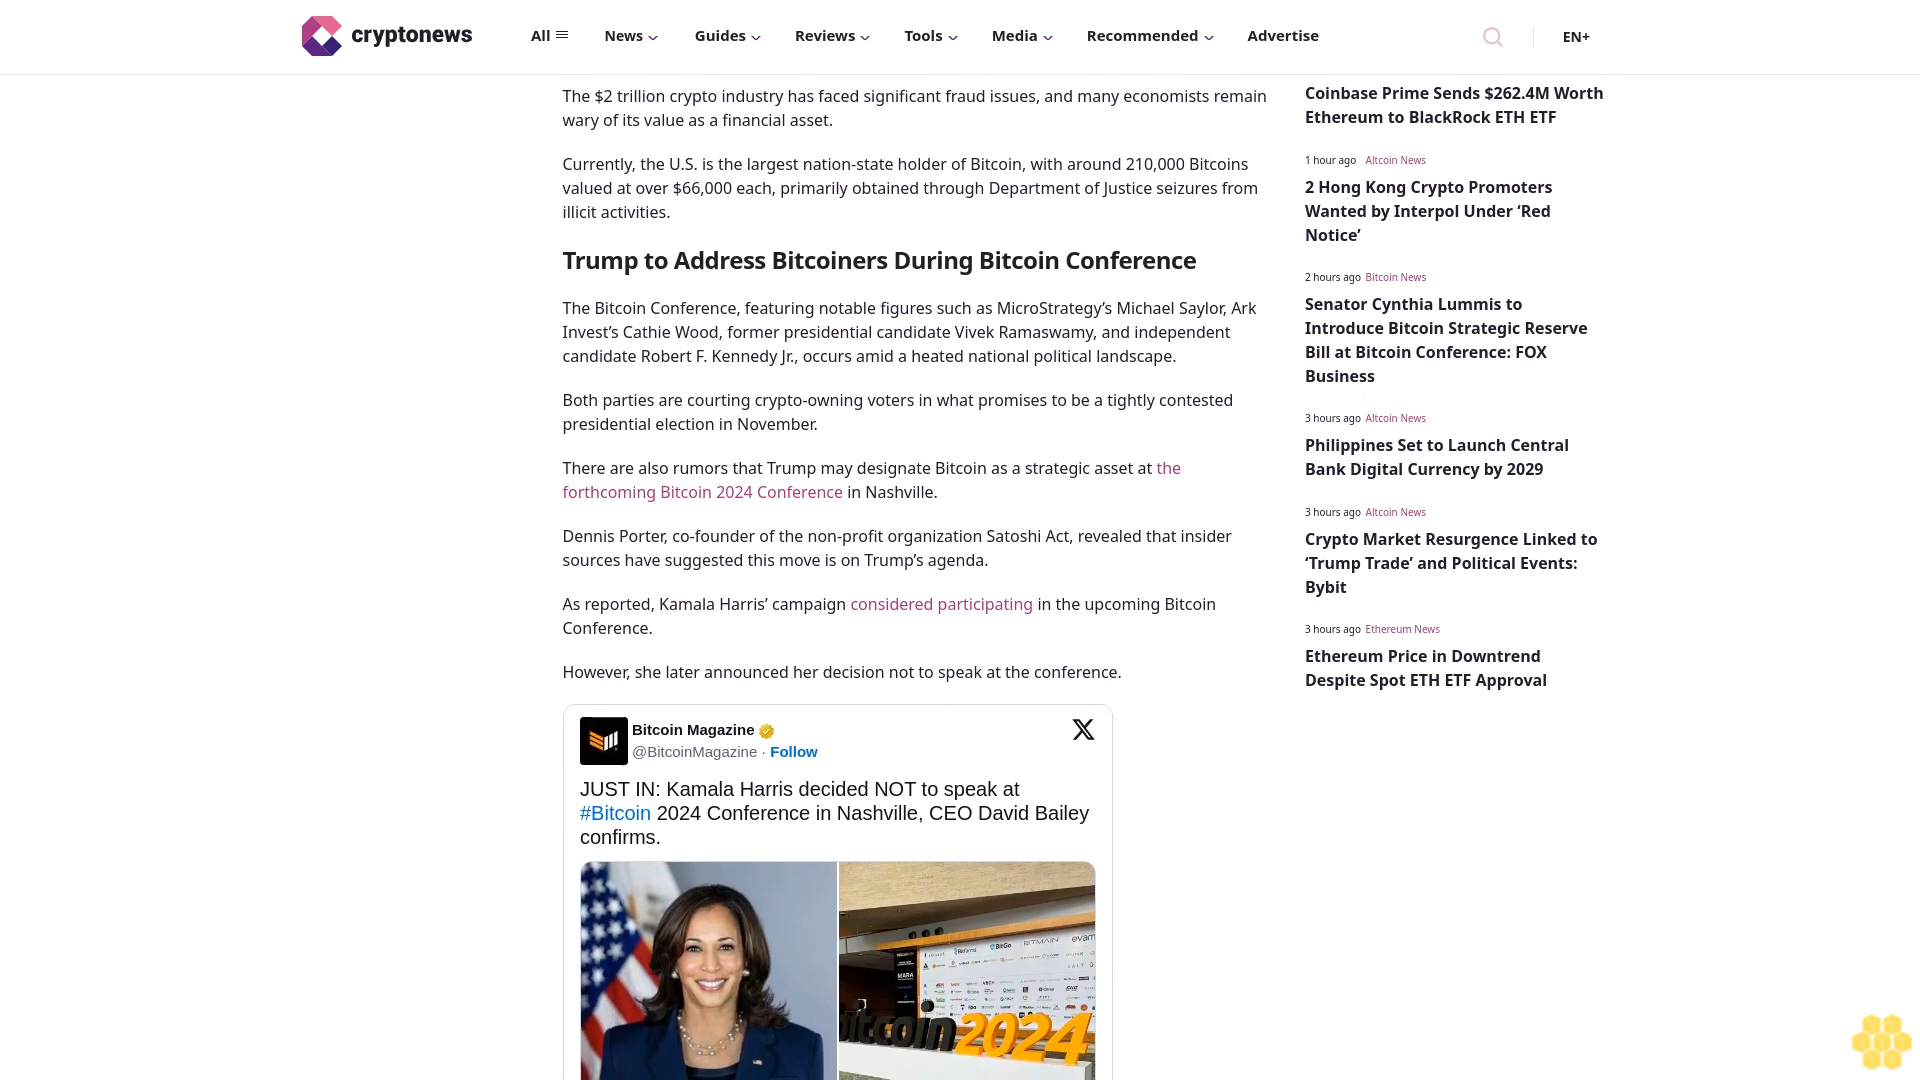 cryptonews
All
News
Guides
Reviews
Tools
Media
Recommended
Advertise
EN+
The $2 trillion crypto industry has faced significant fraud issues, and many economists remain
wary of its value as a financial asset.
Currently, the U.S. is the largest nation-state holder of Bitcoin, with around 210,000 Bitcoins
valued at over $66,000 each, primarily obtained through Department of Justice seizures from
illicit activities.
Trump to Address Bitcoiners During Bitcoin Conference
The Bitcoin Conference, featuring notable figures such as MicroStrategy’s Michael Saylor, Ark
Invest’s Cathie Wood, former presidential candidate Vivek Ramaswamy, and independent
candidate Robert F. Kennedy Jr., occurs amid a heated national political landscape.
Both parties are courting crypto-owning voters in what promises to be a tightly contested
presidential election in November.
There are also rumors that Trump may designate Bitcoin as a strategic asset at the
forthcoming Bitcoin 2024 Conference in Nashville.
Dennis Porter, co-founder of the non-profit organization Satoshi Act, revealed that insider
sources have suggested this move is on Trump’s agenda.
As reported, Kamala Harris’ campaign considered participating in the upcoming Bitcoin
Conference.
However, she later announced her decision not to speak at the conference.
Bitcoin Magazine
@BitcoinMagazine · Follow
JUST IN: Kamala Harris decided NOT to speak at
#Bitcoin 2024 Conference in Nashville, CEO David Bailey
confirms.
BitGo
BITMAIN
evam
MARA
itcoin2024
Coinbase Prime Sends $262.4M Worth
Ethereum to BlackRock ETH ETF
1 hour ago Altcoin News
2 Hong Kong Crypto Promoters
Wanted by Interpol Under ‘Red
Notice’
2 hours ago Bitcoin News
Senator Cynthia Lummis to
Introduce Bitcoin Strategic Reserve
Bill at Bitcoin Conference: FOX
Business
3 hours ago Altcoin News
Philippines Set to Launch Central
Bank Digital Currency by 2029
3 hours ago Altcoin News
Crypto Market Resurgence Linked to
‘Trump Trade’ and Political Events:
Bybit
3 hours ago Ethereum News
Ethereum Price in Downtrend
Despite Spot ETH ETF Approval